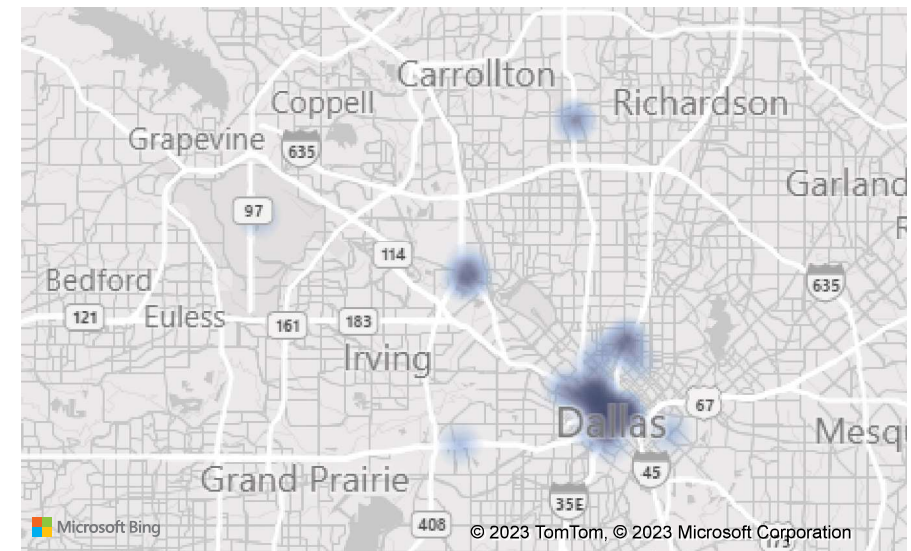 Carrollton
Coppell
Richardson
Grapevine
635
Garland
R
97
114
Bedford
635
121
Euless
161
183
Irving
67
Dallas
Mesqu
45
Grand Prairie
35E
408
Microsoft Bing
© 2023 TomTom, © 2023 Microsoft Corporation